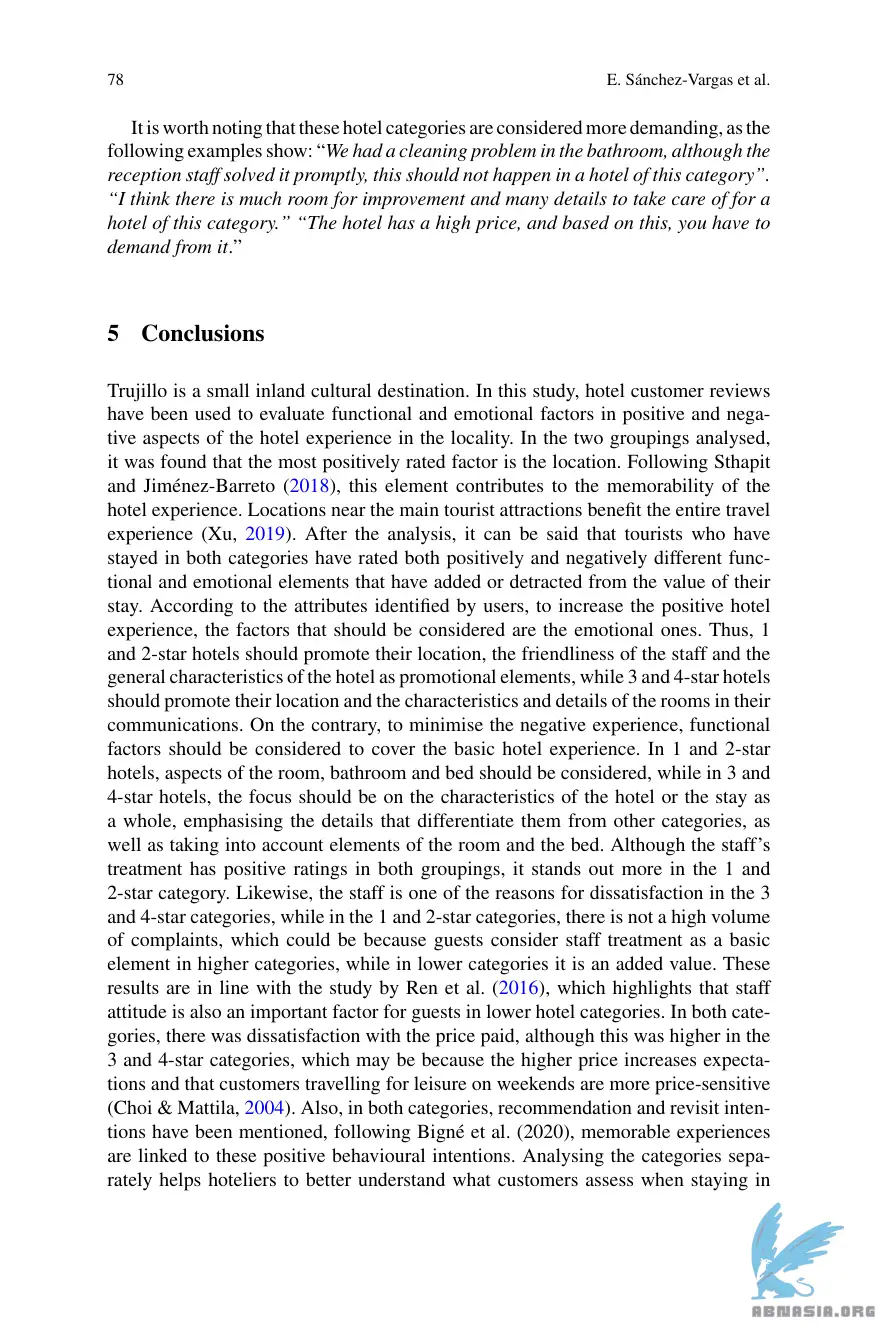 78
E. Sánchez-Vargas et al.
It is worth noting that these hotel categories are considered more demanding, as the
following examples show: “We had a cleaning problem in the bathroom, although the
reception staff solved it promptly, this should not happen in a hotel of this category”.
“I think there is much room for improvement and many details to take care of for a
hotel of this category.” “The hotel has a high price, and based on this, you have to
demand from it.”
5 Conclusions
Trujillo is a small inland cultural destination. In this study, hotel customer reviews
have been used to evaluate functional and emotional factors in positive and nega-
tive aspects of the hotel experience in the locality. In the two groupings analysed,
it was found that the most positively rated factor is the location. Following Sthapit
and Jiménez-Barreto (2018), this element contributes to the memorability of the
hotel experience. Locations near the main tourist attractions benefit the entire travel
experience (Xu, 2019). After the analysis, it can be said that tourists who have
stayed in both categories have rated both positively and negatively different func-
tional and emotional elements that have added or detracted from the value of their
stay. According to the attributes identified by users, to increase the positive hotel
experience, the factors that should be considered are the emotional ones. Thus, 1
and 2-star hotels should promote their location, the friendliness of the staff and the
general characteristics of the hotel as promotional elements, while 3 and 4-star hotels
should promote their location and the characteristics and details of the rooms in their
communications. On the contrary, to minimise the negative experience, functional
factors should be considered to cover the basic hotel experience. In 1 and 2-star
hotels, aspects of the room, bathroom and bed should be considered, while in 3 and
4-star hotels, the focus should be on the characteristics of the hotel or the stay as
a whole, emphasising the details that differentiate them from other categories, as
well as taking into account elements of the room and the bed. Although the staff’s
treatment has positive ratings in both groupings, it stands out more in the 1 and
2-star category. Likewise, the staff is one of the reasons for dissatisfaction in the 3
and 4-star categories, while in the 1 and 2-star categories, there is not a high volume
of complaints, which could be because guests consider staff treatment as a basic
element in higher categories, while in lower categories it is an added value. These
results are in line with the study by Ren et al. (2016), which highlights that staff
attitude is also an important factor for guests in lower hotel categories. In both cate-
gories, there was dissatisfaction with the price paid, although this was higher in the
3 and 4-star categories, which may be because the higher price increases expecta-
tions and that customers travelling for leisure on weekends are more price-sensitive
(Choi & Mattila, 2004). Also, in both categories, recommendation and revisit inten-
tions have been mentioned, following Bigné et al. (2020), memorable experiences
are linked to these positive behavioural intentions. Analysing the categories sepa-
rately helps hoteliers to better understand what customers assess when staying in
ABNASIA.ORG